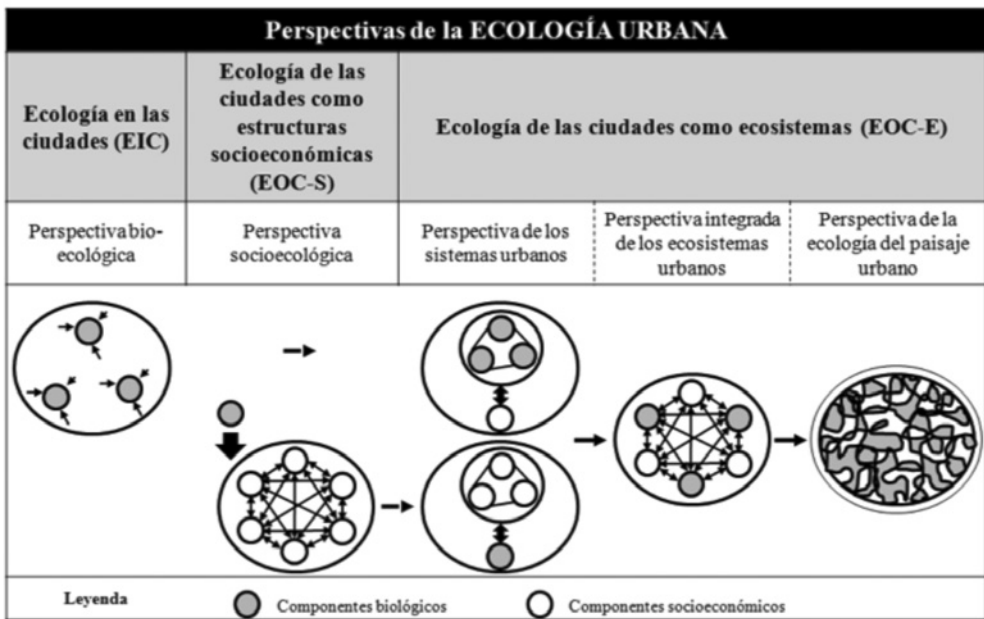 Perspectivas de la ECOLOGÍA URBANA
Ecología en las
ciudades (EIC)
Ecología de las
ciudades como
estructuras
socioeconómicas
(EOC-S)
Ecología de las ciudades como ecosistemas (EOC-E)
Perspectiva bio-
ecológica
Perspectiva
socioecológica
Perspectiva de los
sistemas urbanos
Perspectiva integrada
de los ecosistemas
urbanos
Perspectiva de la
ecología del paisaje
urbano
Leyenda
Componentes biológicos
Componentes socioeconómicos